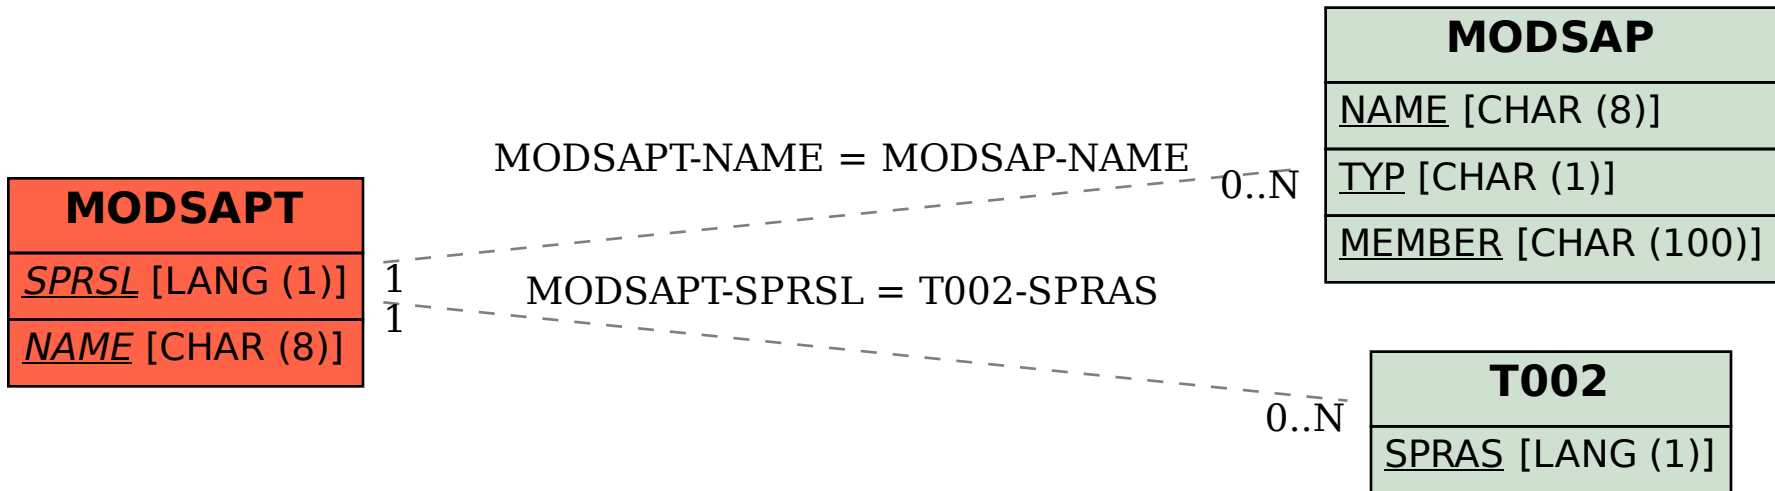 MODSAPT
SPRSL [LANG (1)]
NAME [CHAR (8)]
MODSAPT-NAME = MODSAP-NAME
1
0..N
MODSAPT-SPRSL = T002-SPRAS
1
0..N
MODSAP
NAME [CHAR (8)]
TYP [CHAR (1)]
MEMBER [CHAR (100)]
T002
SPRAS [LANG (1)]